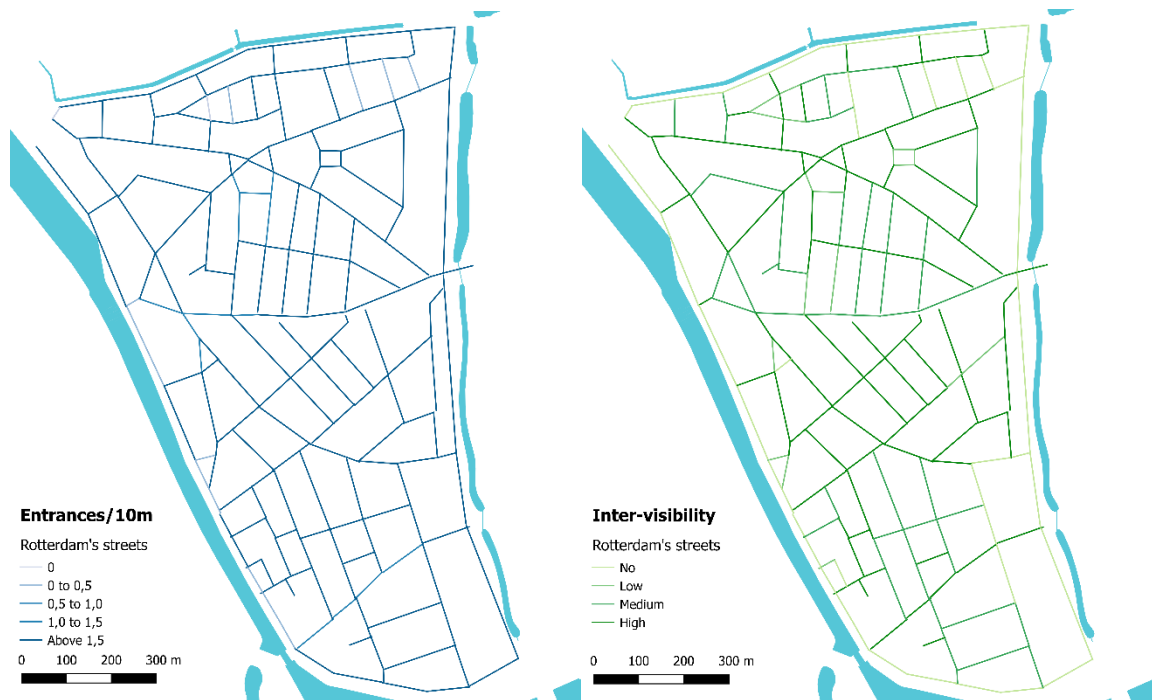 Entrances/10m
Rotterdam's streets
0
0 to 0,5
0,5 to 1,0
1,0 to 1,5
Above 1,5
0 100 200 300 m
Inter-visibility
Rotterdam's streets
No
Low
Medium
High
0 100 200 300 m